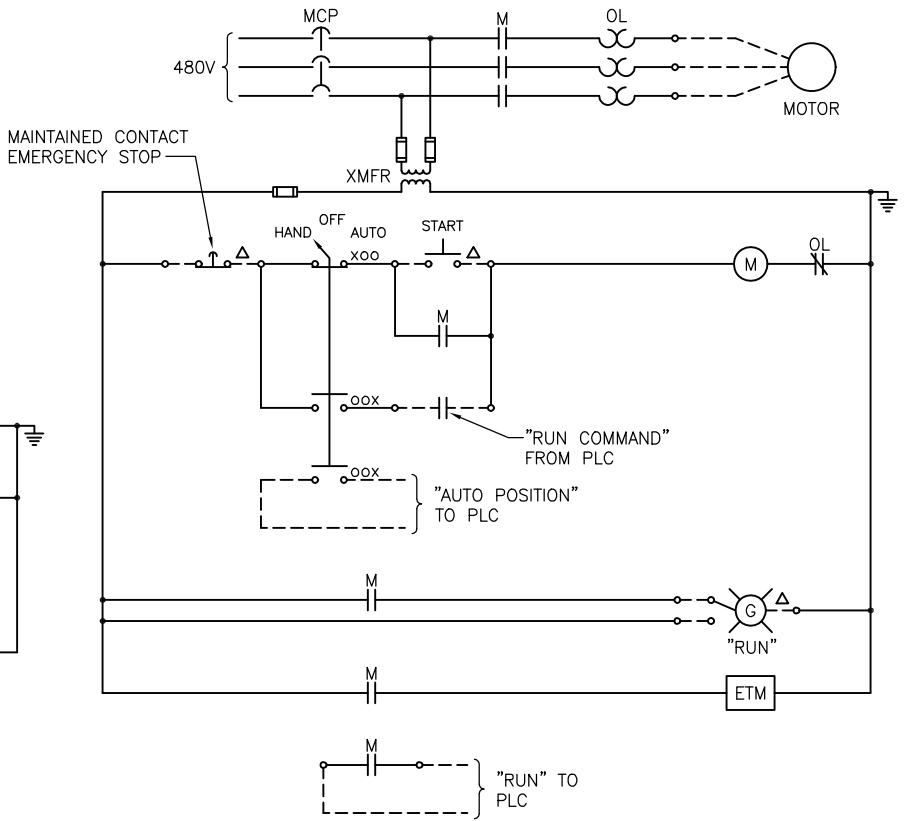 MCP
M
OL
480V
MOTOR
MAINTAINED CONTACT
EMERGENCY STOP
XMFR
OFF
HAND
AUTO
START
XOO
OL
M
M
OOX
"RUN COMMAND"
FROM PLC
OOX
"AUTO POSITION"
TO PLC
M
G
"RUN"
M
ETM
M
"RUN" TO
PLC